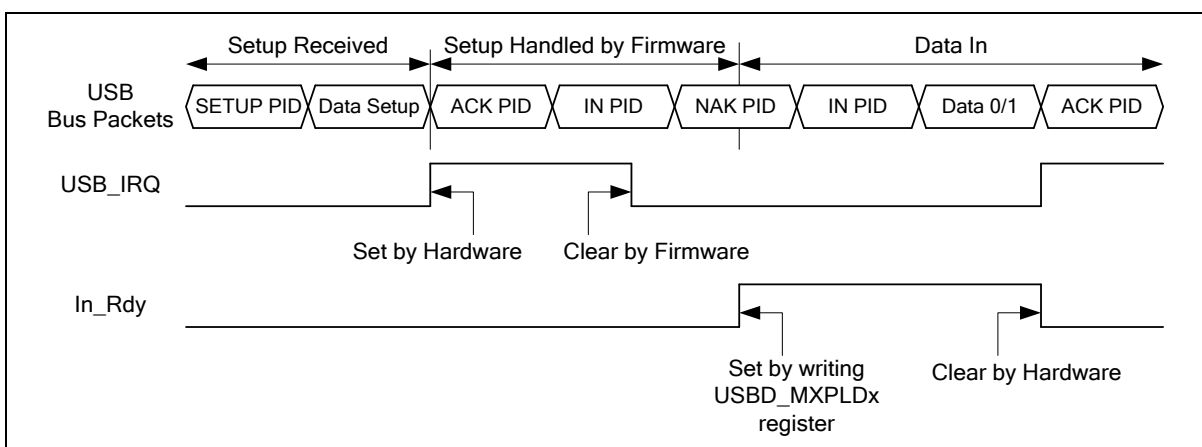 Setup Received
Setup Handled by Firmware
Data In
USB
Bus Packets
SETUP PID
Data Setup
ACK PID
IN PID
NAK PID
IN PID
Data 0/1
ACK PID
USB_IRQ
Set by Hardware
Clear by Firmware
In_Rdy
Set by writing
USBD_MXPLDx
register
Clear by Hardware